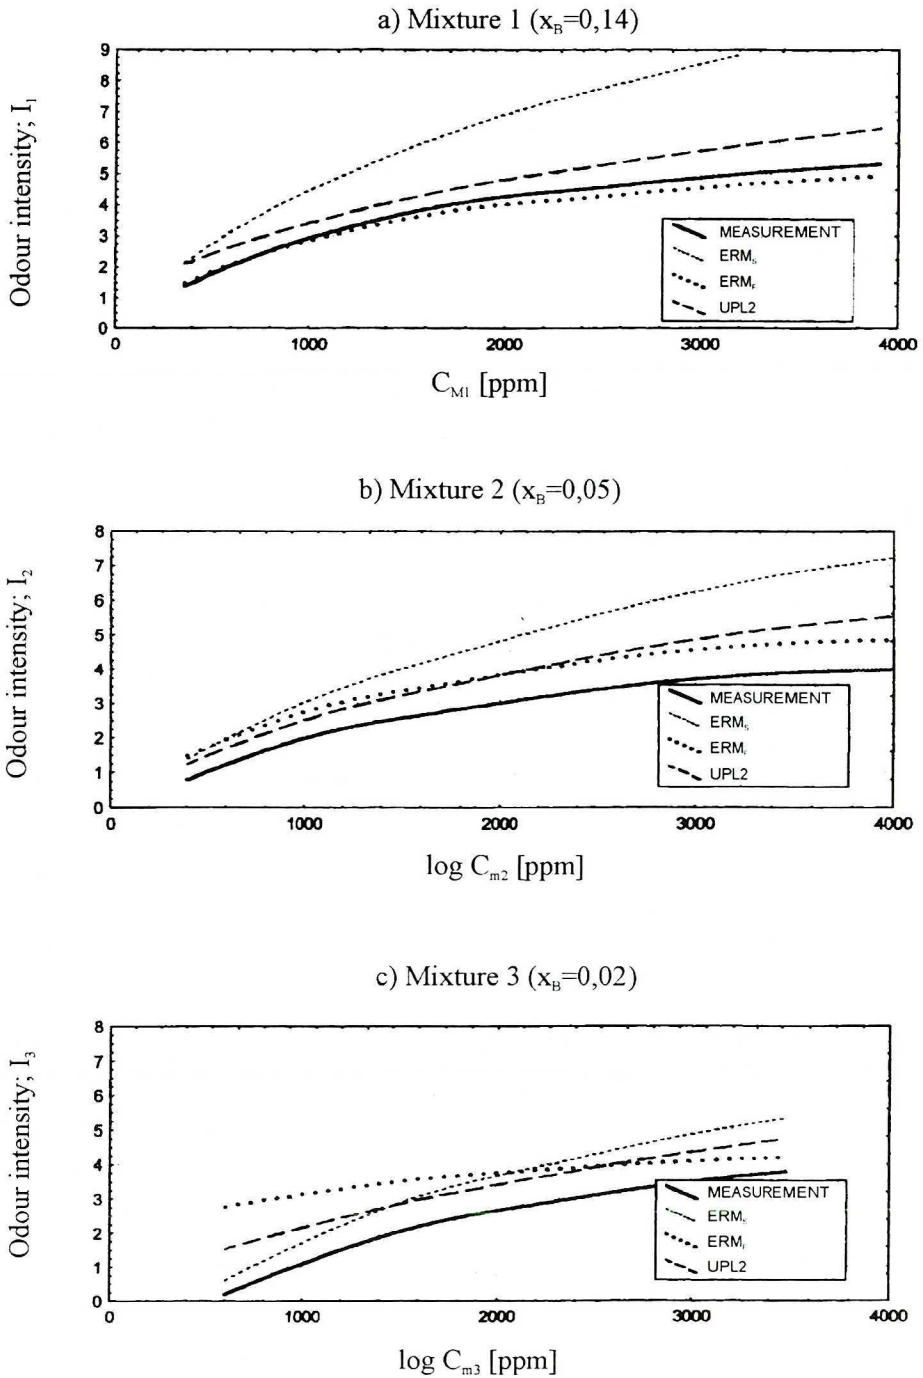 a) Mixture 1 (x_B=0,14)
Odour intensity; I_1
9
8
7
6
5
4
3
2
1
0
MEASUREMENT
ERM_S
ERM_F
UPL2
0 1000 2000 3000 4000
C_M1 [ppm]
b) Mixture 2 (x_B=0,05)
Odour intensity; I_2
8
7
6
5
4
3
2
1
0
MEASUREMENT
ERM_S
ERM
UPL2
0 1000 2000 3000 4000
log C_m2 [ppm]
c) Mixture 3 (x_B=0,02)
Odour intensity; I_3
8
7
6
5
4
3
2
1
0
MEASUREMENT
ERM
ERM
UPL2
0 1000 2000 3000 4000
log C_m3 [ppm]